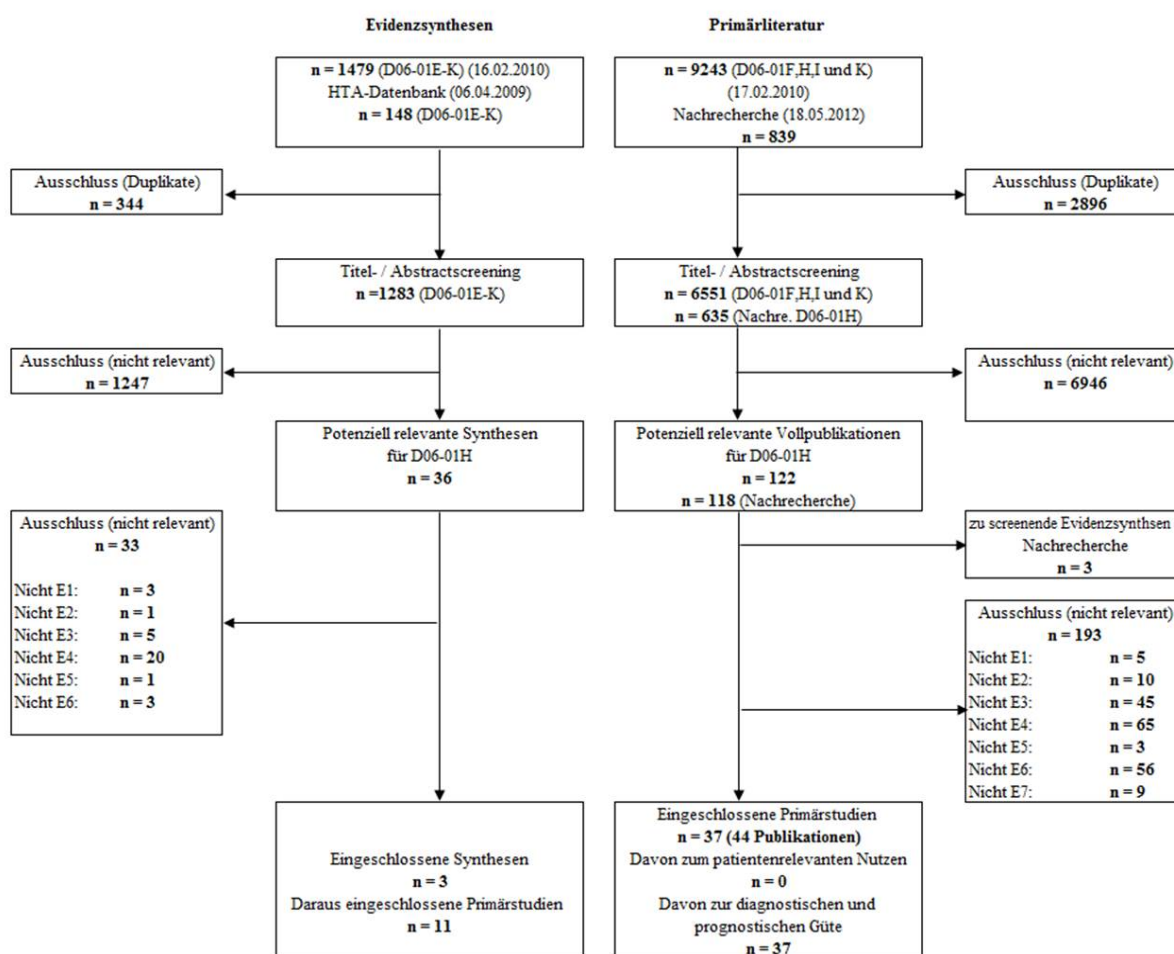 Evidenzsynthesen
Primärliteratur
n = 1479 (D06-01E-K) (16.02.2010)
HTA-Datenbank (06.04.2009)
n = 148 (D06-01E-K)
n = 9243 (D06-01F,H,I und K)
(17.02.2010)
Nachrecherche (18.05.2012)
n = 839
Ausschluss (Duplikate)
n = 344
Ausschluss (Duplikate)
n = 2896
Titel- / Abstractscreening
n =1283 (D06-01E-K)
Titel- / Abstractscreening
n = 6551 (D06-01F,H,I und K)
n = 635 (Nachre. D06-01H)
Ausschluss (nicht relevant)
n = 1247
Ausschluss (nicht relevant)
n = 6946
Potenziell relevante Synthesen
für D06-01H
n = 36
Potenziell relevante Vollpublikationen
für D06-01H
n = 122
n = 118 (Nachrecherche)
Ausschluss (nicht relevant)
n = 33
Nicht E1: n = 3
Nicht E2: n = 1
Nicht E3: n = 5
Nicht E4: n = 20
Nicht E5: n = 1
Nicht E6: n = 3
zu screenende Evidenzsynthsen
Nachrecherche
n = 3
Ausschluss (nicht relevant)
n = 193
Nicht E1: n = 5
Nicht E2: n = 10
Nicht E3: n = 45
Nicht E4: n = 65
Nicht E5: n = 3
Nicht E6: n = 56
Nicht E7: n = 9
Eingeschlossene Synthesen
n = 3
Daraus eingeschlossene Primärstudien
n = 11
Eingeschlossene Primärstudien
n = 37 (44 Publikationen)
Davon zum patientenrelevanten Nutzen
n = 0
Davon zur diagnostischen und
prognostischen Güte
n = 37